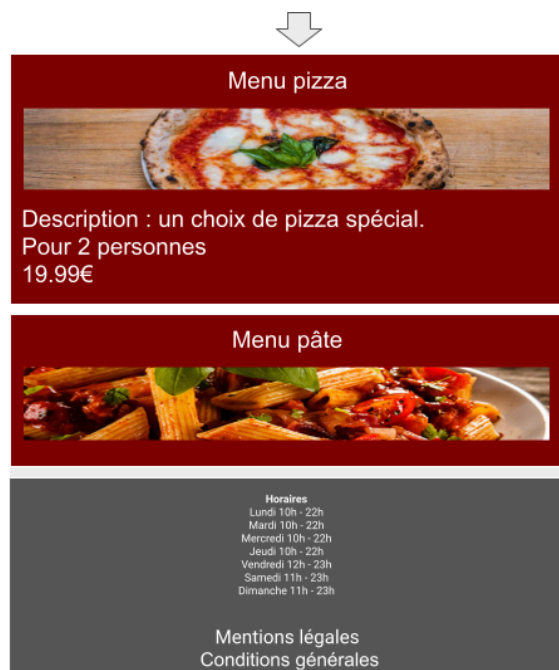 Menu pizza
Description : un choix de pizza spécial.
Pour 2 personnes
19.99€
Menu pâte
Horaires
Lundi 10h - 22h
Mardi 10h - 22h
Mercredi 10h - 22h
Jeudi 10h - 22h
Vendredi 12h - 23h
Samedi 11h - 23h
Dimanche 11h - 23h
Mentions légales
Conditions générales